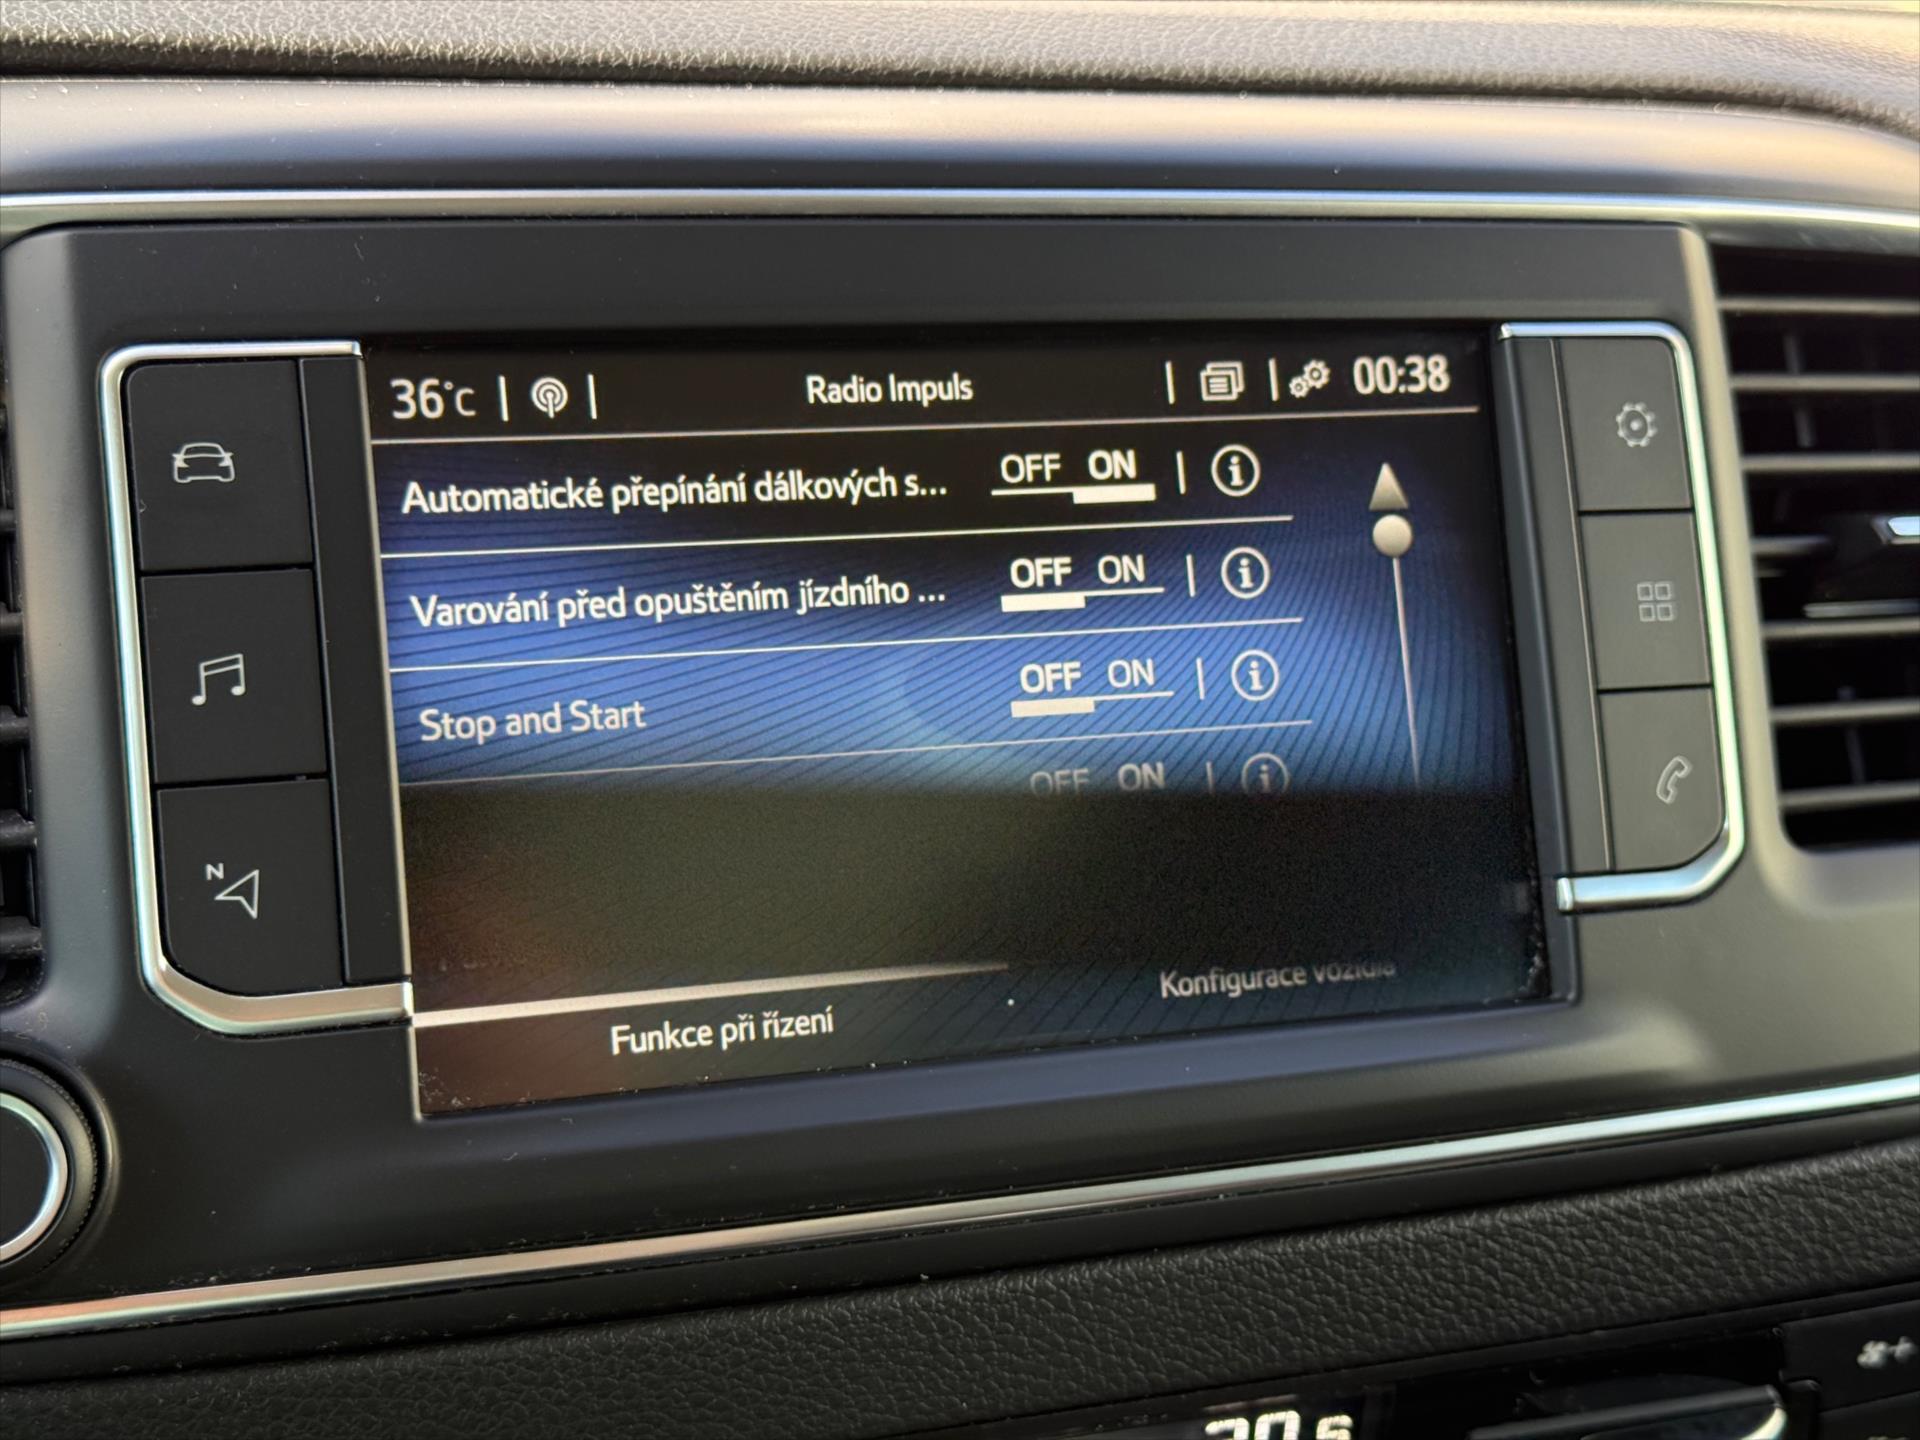 36°C Radio Impuls 00:38
Automatické přepínání dálkových s... OFF ON
Varování před opuštěním jízdního ... OFF ON
Stop and Start OFF ON
OFF ON
Funkce při řízení Konfigurace vozidla
N